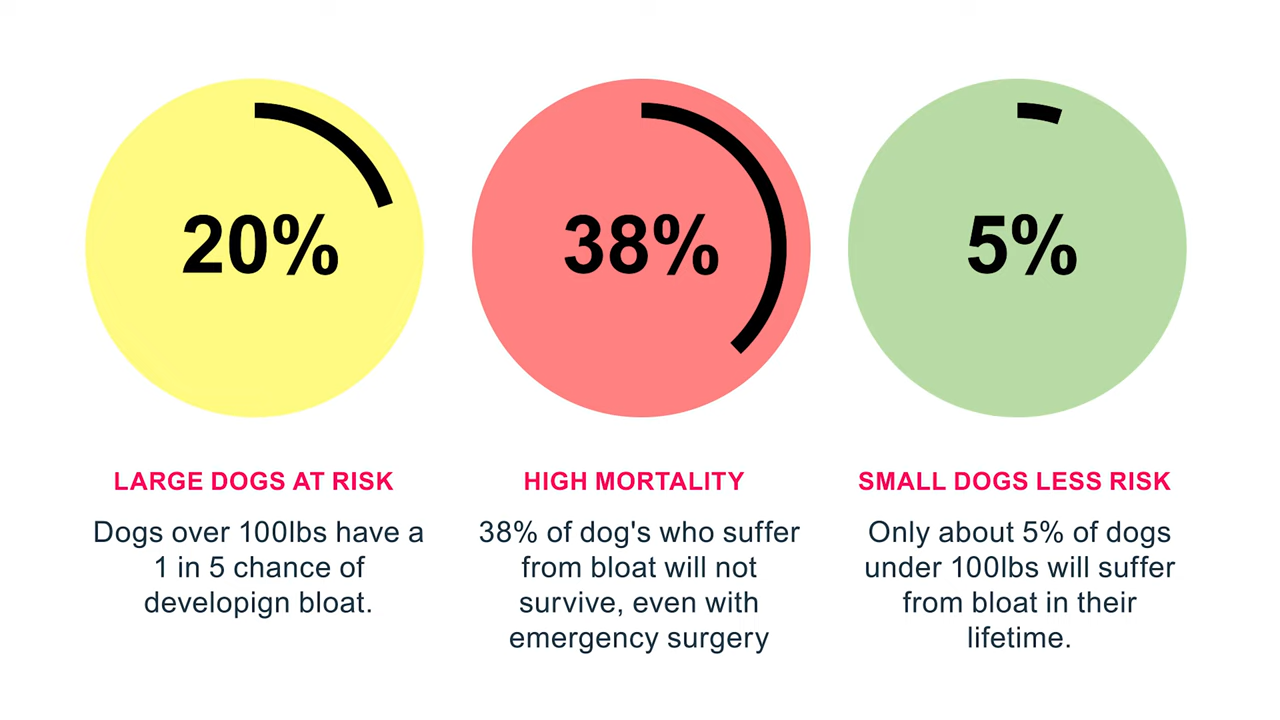 20%
38%
5%
LARGE DOGS AT RISK
Dogs over 100lbs have a
1 in 5 chance of
developign bloat.
HIGH MORTALITY
38% of dog's who suffer
from bloat will not
survive, even with
emergency surgery
SMALL DOGS LESS RISK
Only about 5% of dogs
under 100lbs will suffer
from bloat in their
lifetime.